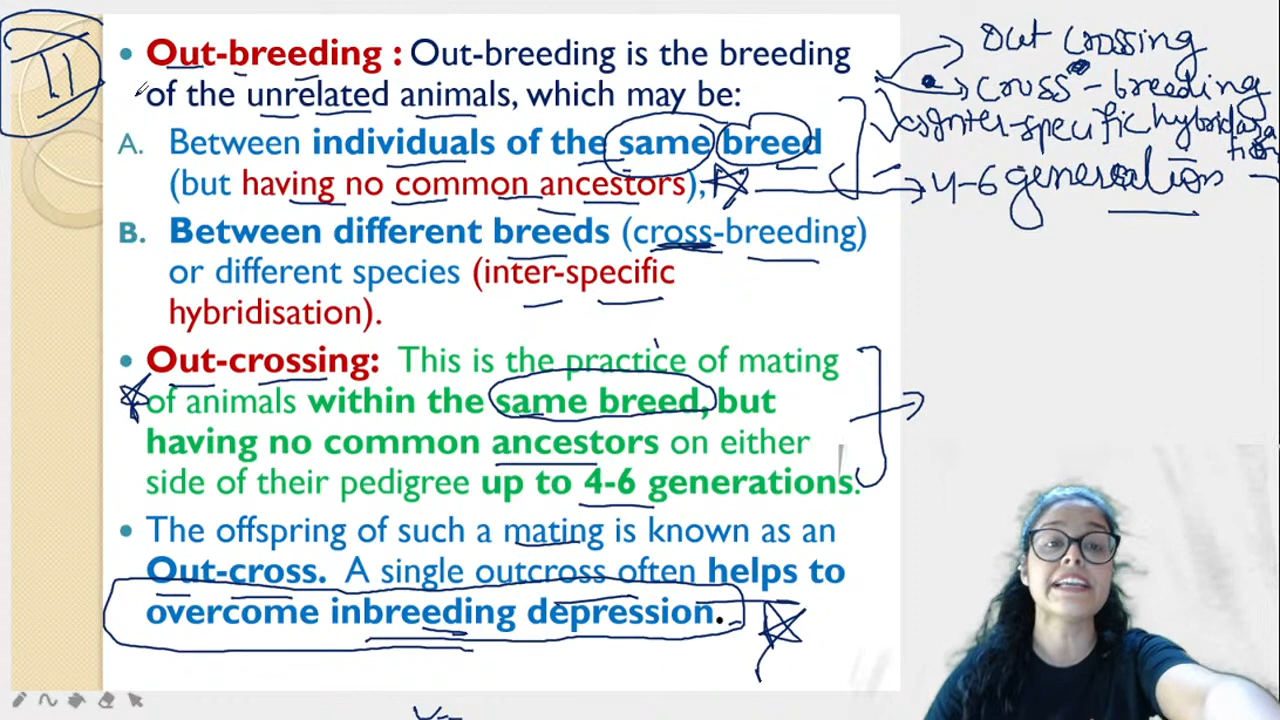 II
• Out-breeding : Out-breeding is the breeding
of the unrelated animals, which may be:
A. Between individuals of the same breed
(but having no common ancestors),
B. Between different breeds (cross-breeding)
or different species (inter-specific
hybridisation).
• Out-crossing: This is the practice of mating
of animals within the same breed, but
having no common ancestors on either
side of their pedigree up to 4-6 generations.
• The offspring of such a mating is known as an
Out-cross. A single outcross often helps to
overcome inbreeding depression.
Out crossing
cross-breeding
Inter-specific
4-6 generation